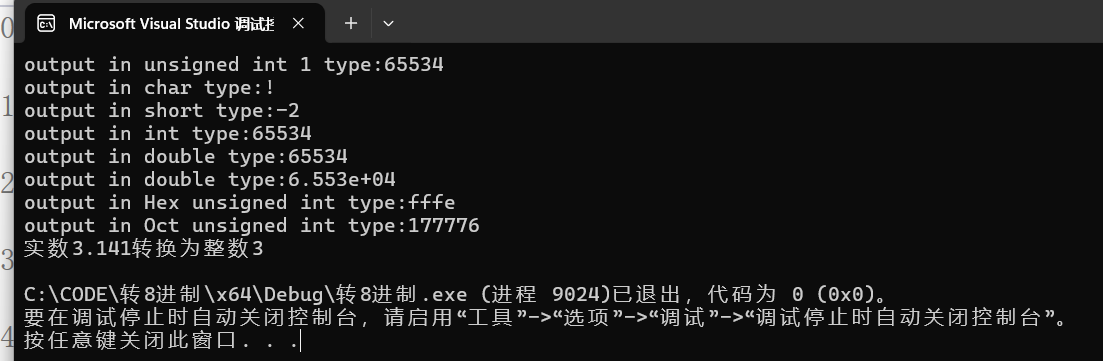 0
Microsoft Visual Studio 调试控
output in unsigned int 1 type:65534
output in char type:!
1
output in short type:-2
output in int type:65534
output in double type:65534
2
output in double type:6.553e+04
output in Hex unsigned int type:fffe
output in Oct unsigned int type:177776
3
实数3.141转换为整数3
C:\CODE\转8进制\x64\Debug\转8进制.exe (进程 9024)已退出，代码为 0 (0x0)。
要在调试停止时自动关闭控制台，请启用“工具”->“选项”->“调试”->“调试停止时自动关闭控制台”。
4
按任意键关闭此窗口. . .